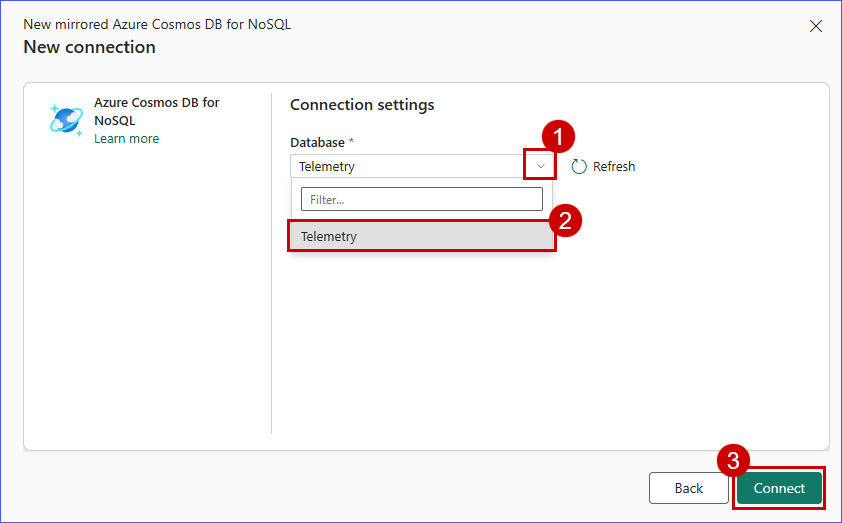 New mirrored Azure Cosmos DB for NoSQL
New connection
Azure Cosmos DB for
NoSQL
Learn more
Connection settings
Database *
1
Telemetry
Refresh
Filter...
2
Telemetry
3
Back
Connect